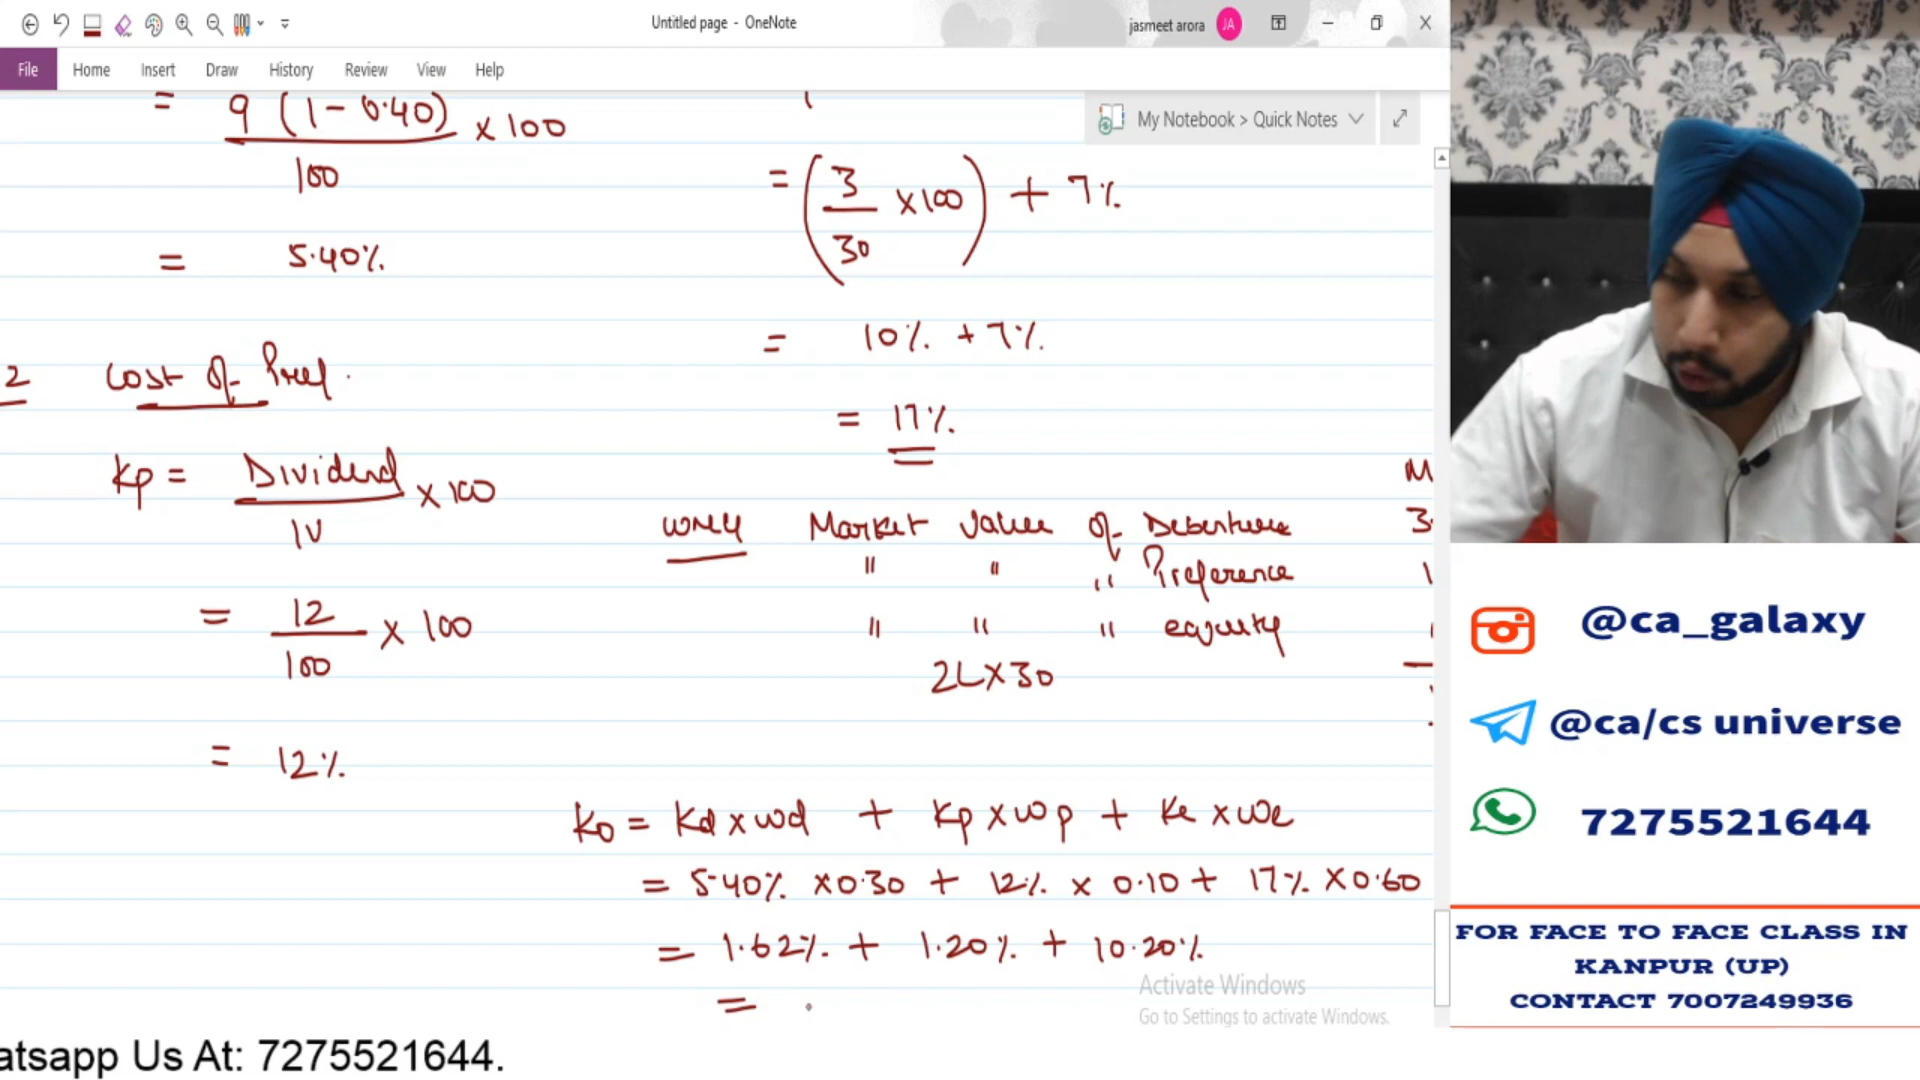 Untitled page - OneNote
jasmeet arora JA
File Home Insert Draw History Review View Help
My Notebook > Quick Notes
= 9 (1 - 0.40) / 100 × 100
= 5.40%
2 Cost of Pref.
Kp = Dividend / IV × 100
= 12 / 100 × 100
= 12%
= (3 / 30 × 100) + 7%
= 10% + 7%
= 17%
WN4 Market Value of Debenture
" " " Preference
" " " equity
2L×30
M
3
1
Ko = Kd × wd + Kp × wp + Ke × we
= 5.40% × 0.30 + 12% × 0.10 + 17% × 0.60
= 1.62% + 1.20% + 10.20%
=
Activate Windows
Go to Settings to activate Windows.
@ca_galaxy
@ca/cs universe
7275521644
FOR FACE TO FACE CLASS IN
KANPUR (UP)
CONTACT 7007249936
atsapp Us At: 7275521644.